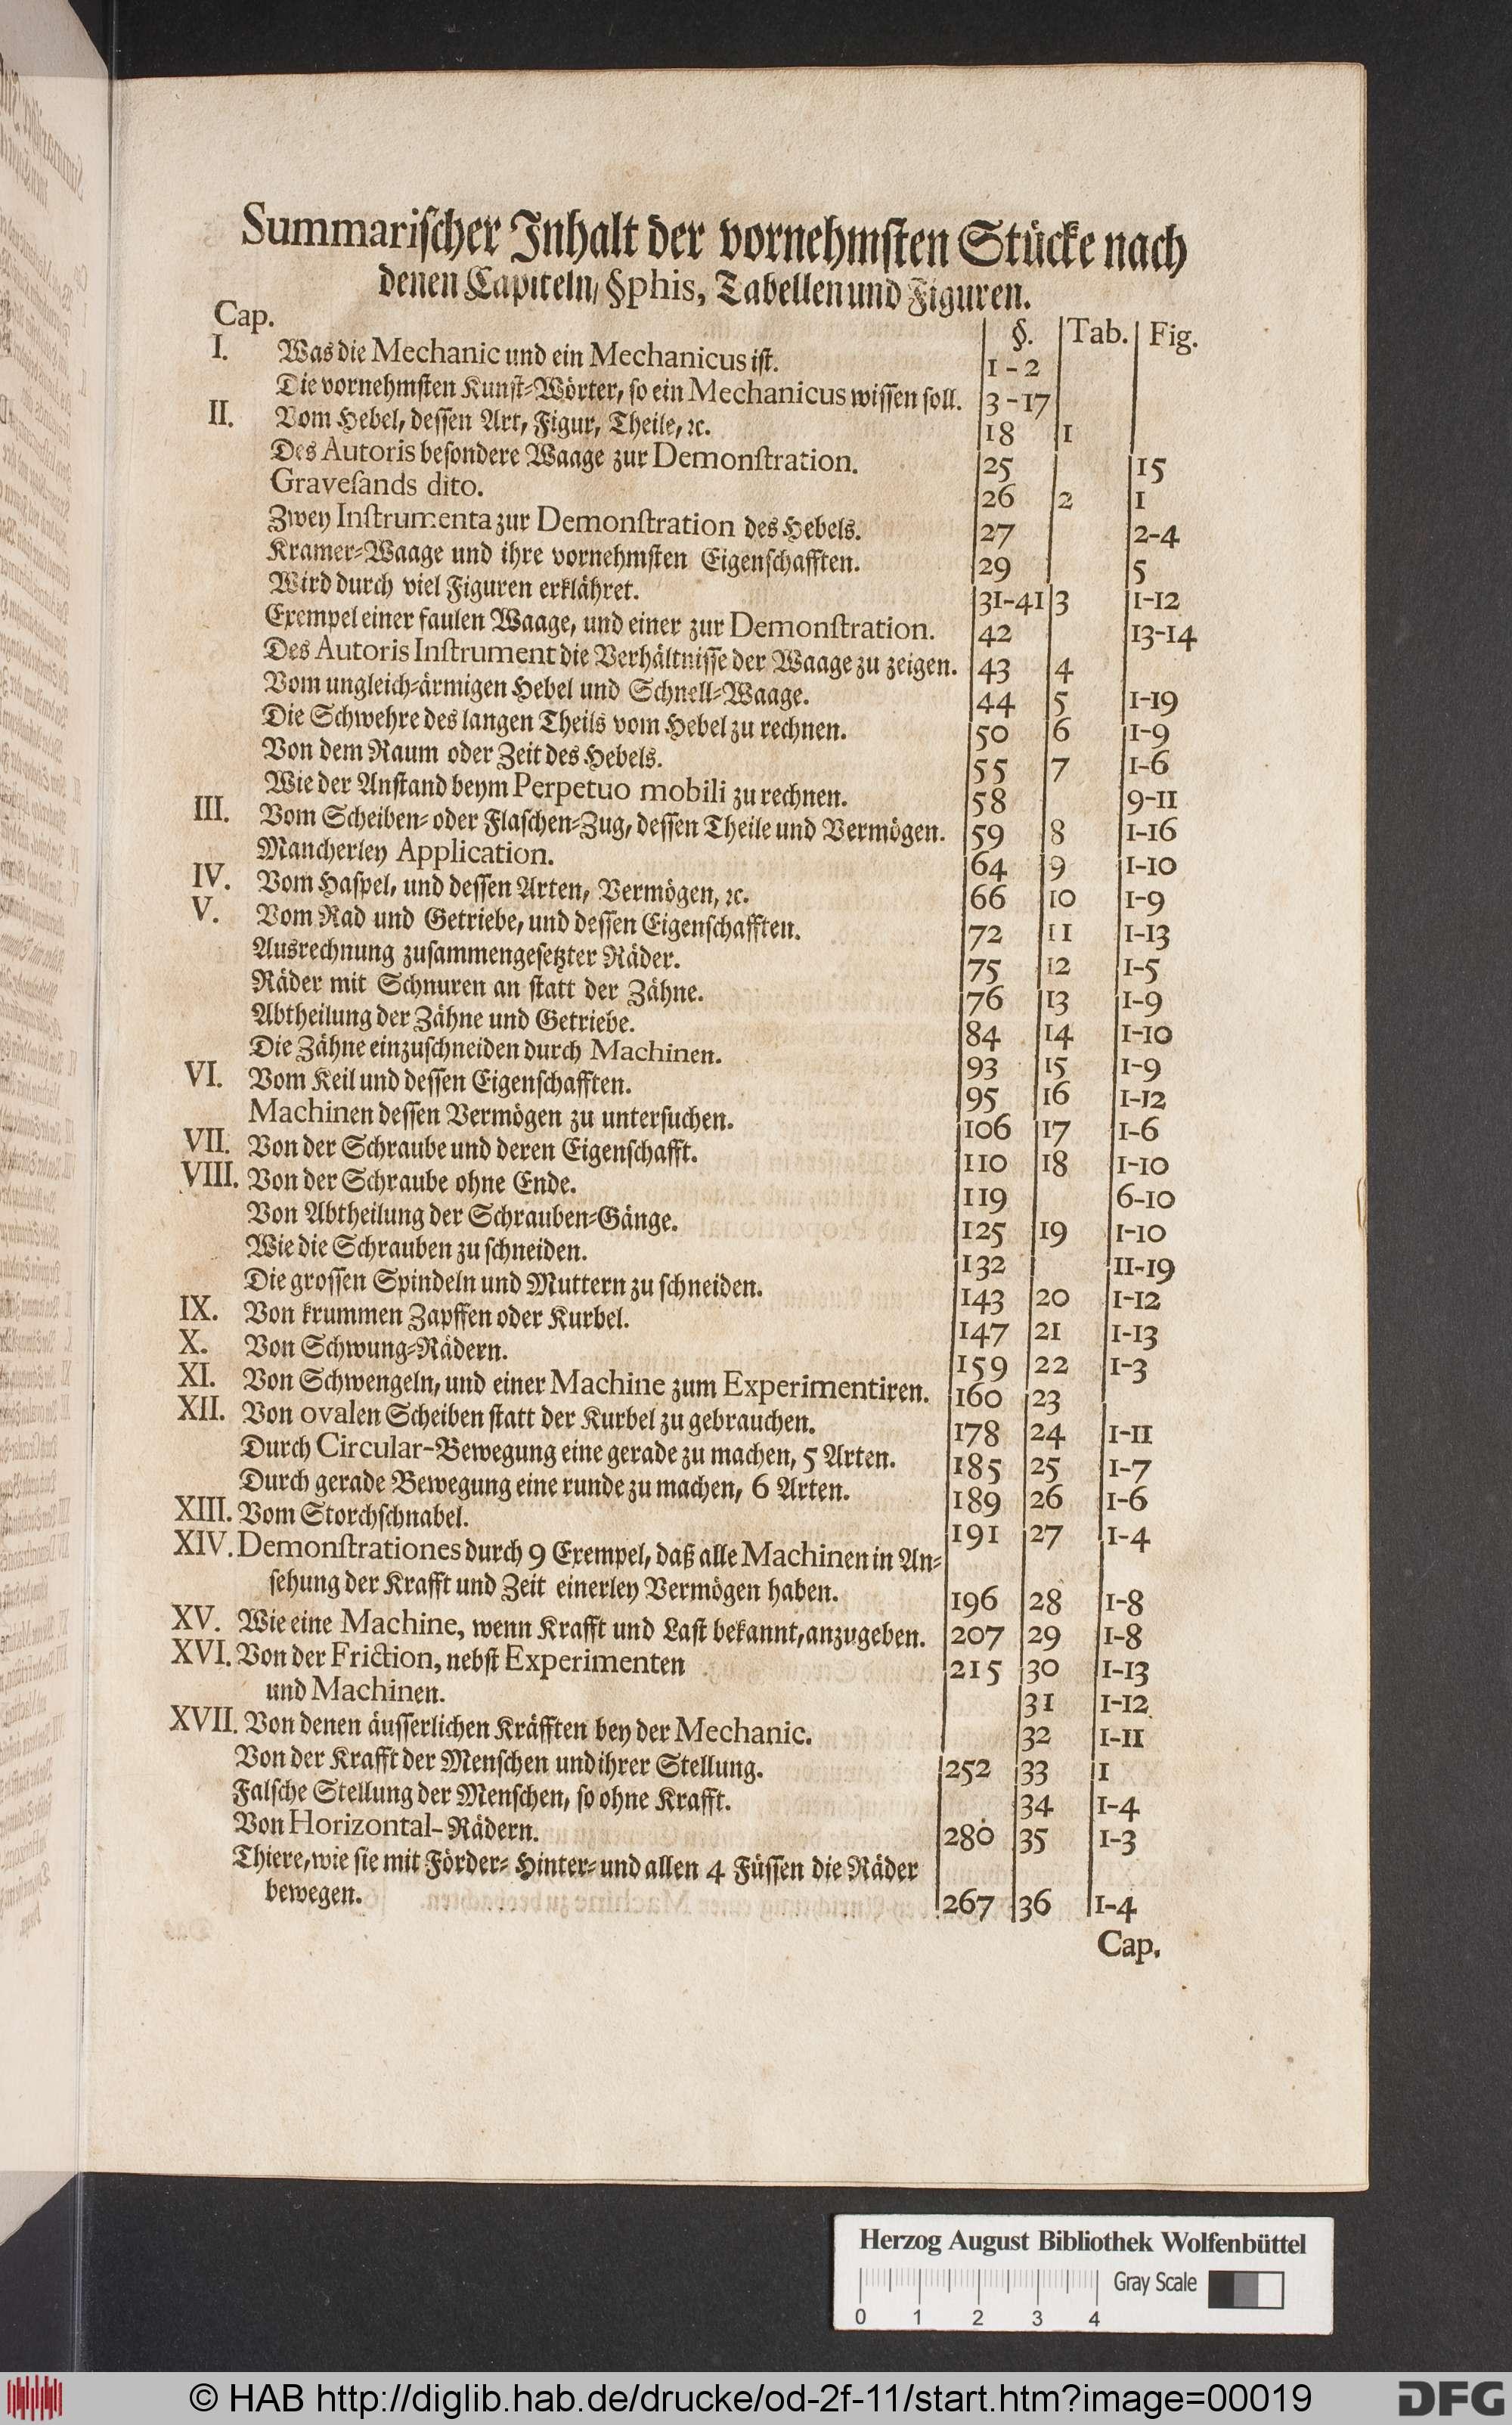 Summarischer Inhalt der vornehmsten Stücke nach
denen Capiteln, §phis, Tabellen und Figuren.
Cap. §. Tab. Fig.
I. Was die Mechanic und ein Mechanicus ist. 1-2
Die vornehmsten Kunst-Wörter, so ein Mechanicus wissen soll. 3-17
II. Vom Hebel, dessen Art, Figur, Theile, ꝛc. 18 1
Des Autoris besondere Waage zur Demonstration. 25 15
Gravesands dito. 26 2 1
Zwey Instrumenta zur Demonstration des Hebels. 27 2-4
Kramer-Waage und ihre vornehmsten Eigenschafften. 29 5
Wird durch viel Figuren erklähret. 31-41 3 1-12
Exempel einer faulen Waage, und einer zur Demonstration. 42 13-14
Des Autoris Instrument die Verhältnisse der Waage zu zeigen. 43 4
Vom ungleich-ärmigen Hebel und Schnell-Waage. 44 5 1-19
Die Schwehre des langen Theils vom Hebel zu rechnen. 50 6 1-9
Von dem Raum oder Zeit des Hebels. 55 7 1-6
Wie der Anstand beym Perpetuo mobili zu rechnen. 58 9-11
III. Vom Scheiben- oder Flaschen-Zug, dessen Theile und Vermögen. 59 8 1-16
Mancherley Application. 64 9 1-10
IV. Vom Haspel, und dessen Arten, Vermögen, ꝛc. 66 10 1-9
V. Vom Rad und Getriebe, und dessen Eigenschafften. 72 11 1-13
Ausrechnung zusammengesetzter Räder. 75 12 1-5
Räder mit Schnuren an statt der Zähne. 76 13 1-9
Abtheilung der Zähne und Getriebe. 84 14 1-10
Die Zähne einzuschneiden durch Machinen. 93 15 1-9
VI. Vom Keil und dessen Eigenschafften. 95 16 1-12
Machinen dessen Vermögen zu untersuchen. 106 17 1-6
VII. Von der Schraube und deren Eigenschafft. 110 18 1-10
VIII. Von der Schraube ohne Ende. 119 6-10
Von Abtheilung der Schrauben-Gänge. 125 19 1-10
Wie die Schrauben zu schneiden. 132 11-19
Die grossen Spindeln und Muttern zu schneiden. 143 20 1-12
IX. Von krummen Zapffen oder Kurbel. 147 21 1-13
X. Von Schwung-Rädern. 159 22 1-3
XI. Von Schwengeln, und einer Machine zum Experimentiren. 160 23
XII. Von ovalen Scheiben statt der Kurbel zu gebrauchen. 178 24 1-11
Durch Circular-Bewegung eine gerade zu machen, 5 Arten. 185 25 1-7
Durch gerade Bewegung eine runde zu machen, 6 Arten. 189 26 1-6
XIII. Vom Storchschnabel. 191 27 1-4
XIV. Demonstrationes durch 9 Exempel, daß alle Machinen in An-
sehung der Krafft und Zeit einerley Vermögen haben. 196 28 1-8
XV. Wie eine Machine, wenn Krafft und Last bekannt, anzugeben. 207 29 1-8
XVI. Von der Friction, nebst Experimenten 215 30 1-13
und Machinen. 31 1-12
XVII. Von denen äusserlichen Kräfften bey der Mechanic. 32 1-11
Von der Krafft der Menschen und ihrer Stellung. 252 33 1
Falsche Stellung der Menschen, so ohne Krafft. 34 1-4
Von Horizontal-Rädern. 280 35 1-3
Thiere, wie sie mit Förder- Hinter- und allen 4 Füssen die Räder
bewegen. 267 36 1-4
Cap.
Herzog August Bibliothek Wolfenbüttel
Gray Scale
0 1 2 3 4
© HAB http://diglib.hab.de/drucke/od-2f-11/start.htm?image=00019
DFG